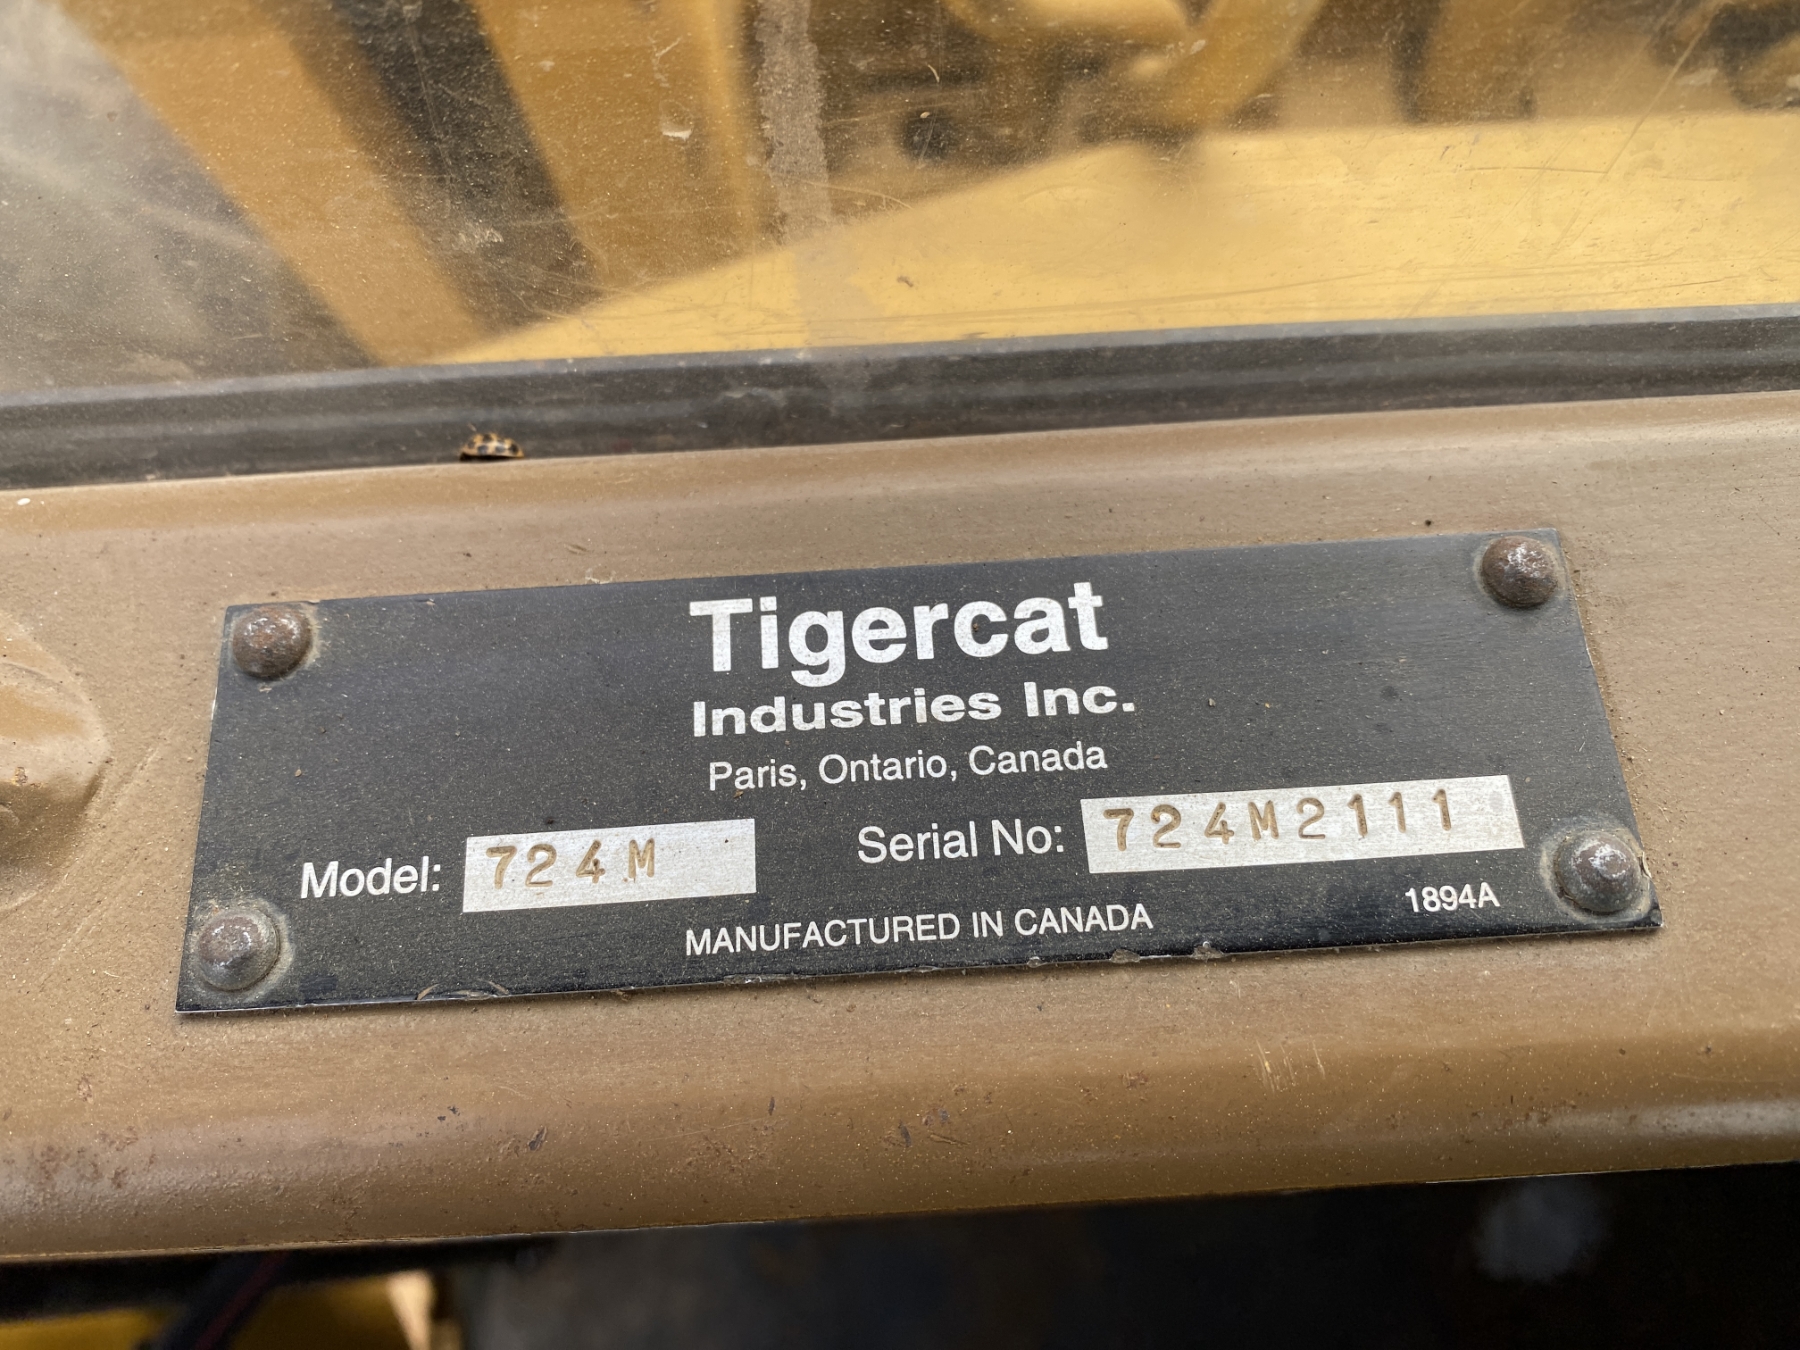 Tigercat
Industries Inc.
Paris, Ontario, Canada
Model: 724M Serial No: 724M2111
1894A
MANUFACTURED IN CANADA